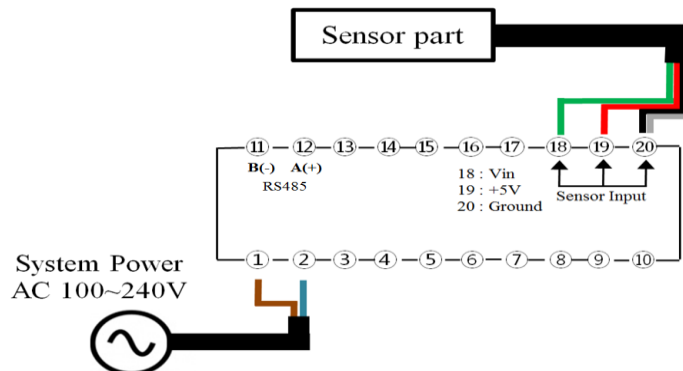 Sensor part
11 12 13 14 15 16 17 18 19 20
B(-) A(+)
RS485
18 : Vin
19 : +5V
20 : Ground
Sensor Input
System Power
AC 100~240V
1 2 3 4 5 6 7 8 9 10